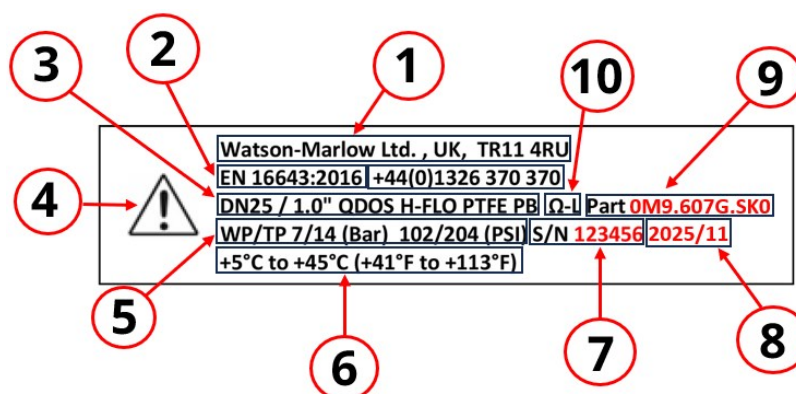 1
2
3
10
9
4
Watson-Marlow Ltd. , UK, TR11 4RU
EN 16643:2016 +44(0)1326 370 370
DN25 / 1.0" QDOS H-FLO PTFE PB Ω-L Part 0M9.607G.SK0
WP/TP 7/14 (Bar) 102/204 (PSI) S/N 123456 2025/11
+5°C to +45°C (+41°F to +113°F)
5
6
7
8